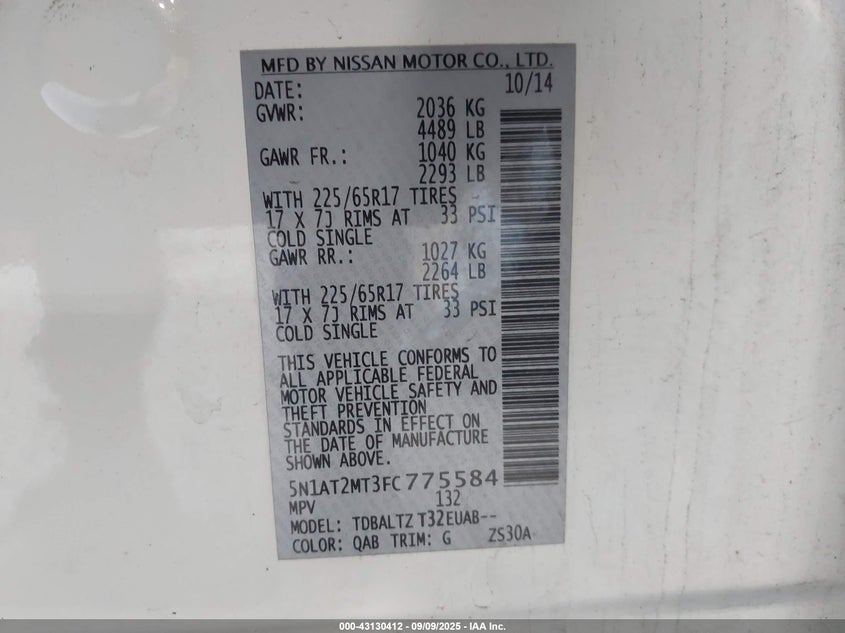 MFD BY NISSAN MOTOR CO., LTD.
DATE: 10/14
GVWR: 2036 KG
4489 LB
GAWR FR.: 1040 KG
2293 LB
WITH 225/65R17 TIRES
17 X 7J RIMS AT 33 PSI
COLD SINGLE
GAWR RR.: 1027 KG
2264 LB
WITH 225/65R17 TIRES
17 X 7J RIMS AT 33 PSI
COLD SINGLE
THIS VEHICLE CONFORMS TO
ALL APPLICABLE FEDERAL
MOTOR VEHICLE SAFETY AND
THEFT PREVENTION
STANDARDS IN EFFECT ON
THE DATE OF MANUFACTURE
SHOWN ABOVE.
5N1AT2MT3FC775584
MPV 132
MODEL: TDBALTZ T32EUAB--
COLOR: QAB TRIM: G ZS30A
000-43130412 - 09/09/2025 - IAA Inc.